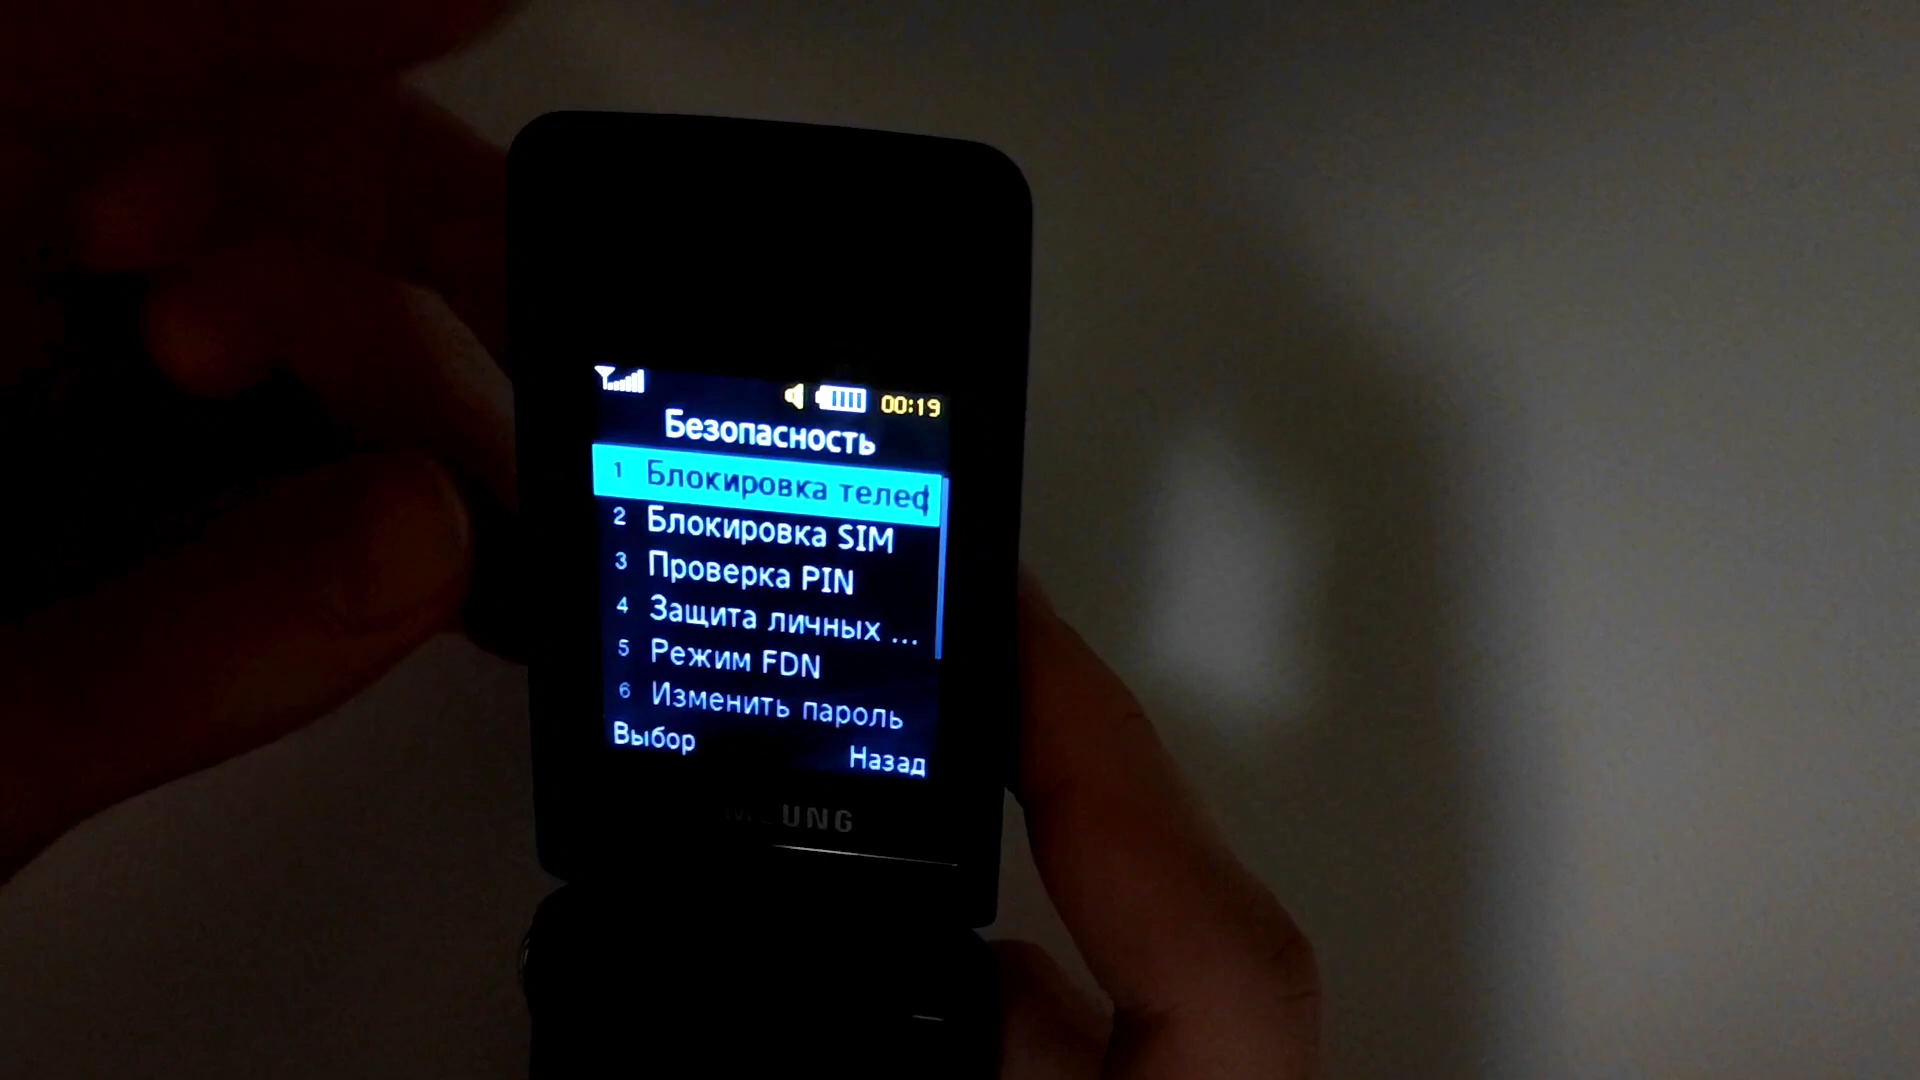 00:19
Безопасность
1 Блокировка телеф
2 Блокировка SIM
3 Проверка PIN
4 Защита личных ...
5 Режим FDN
6 Изменить пароль
Выбор Назад
SAMSUNG